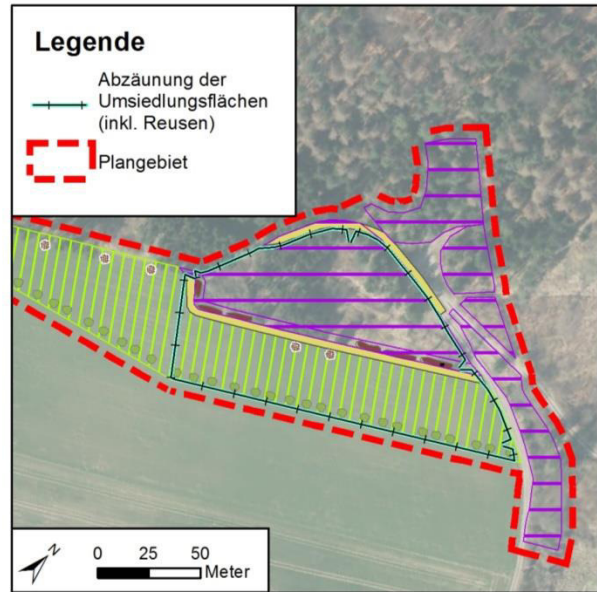 Legende
Abzäunung der
Umsiedlungsflächen
(inkl. Reusen)
Plangebiet
N
0 25 50
Meter